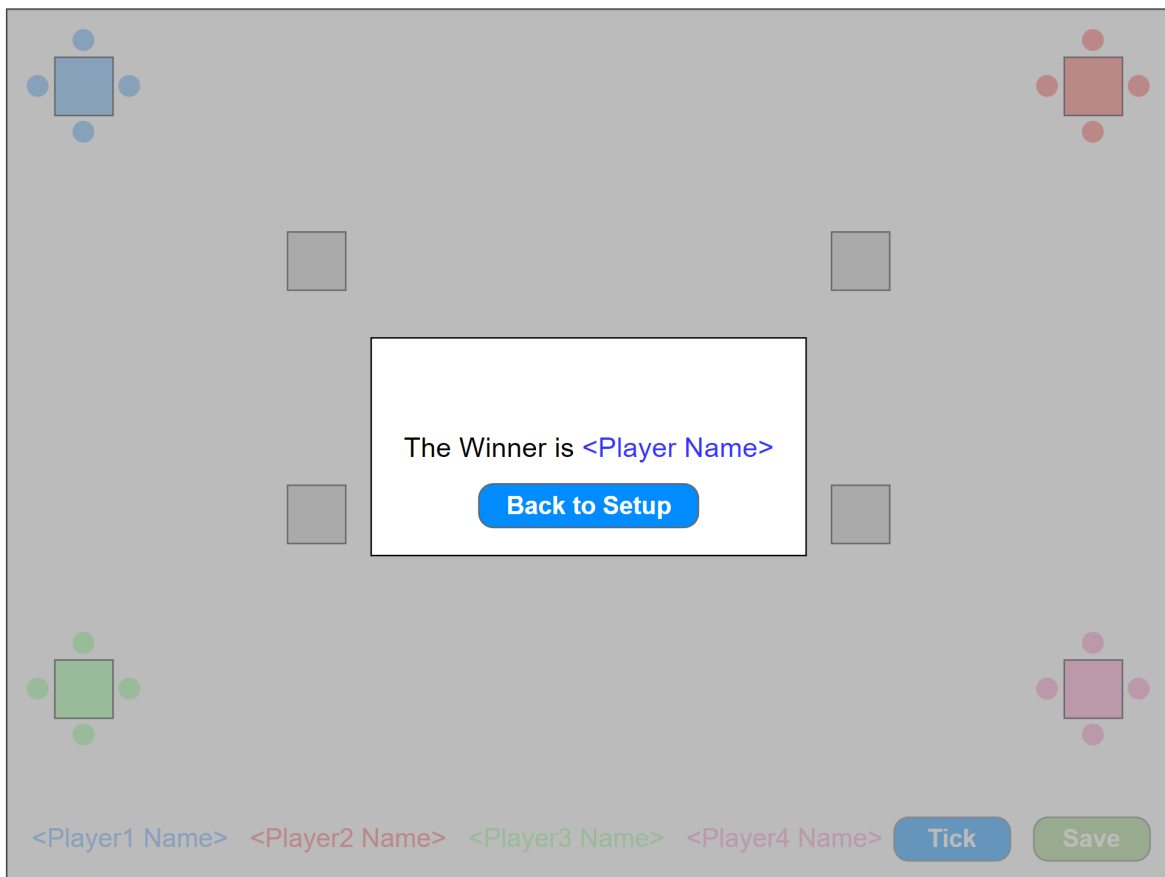 The Winner is <Player Name>
Back to Setup
<Player1 Name> <Player2 Name> <Player3 Name> <Player4 Name> Tick Save